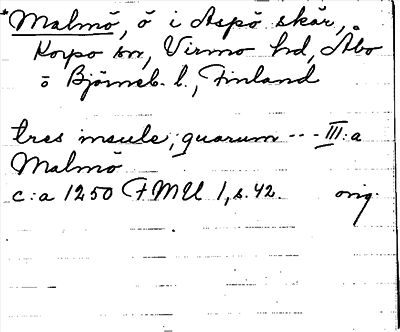 *Malmö, ö i Aspö skär,
Korpo sn, Virmo hd, Åbo
o Björneb. l., Finland
tres insule, quarum --- III:a
Malmö
c:a 1250 FMU 1, s. 42. orig.